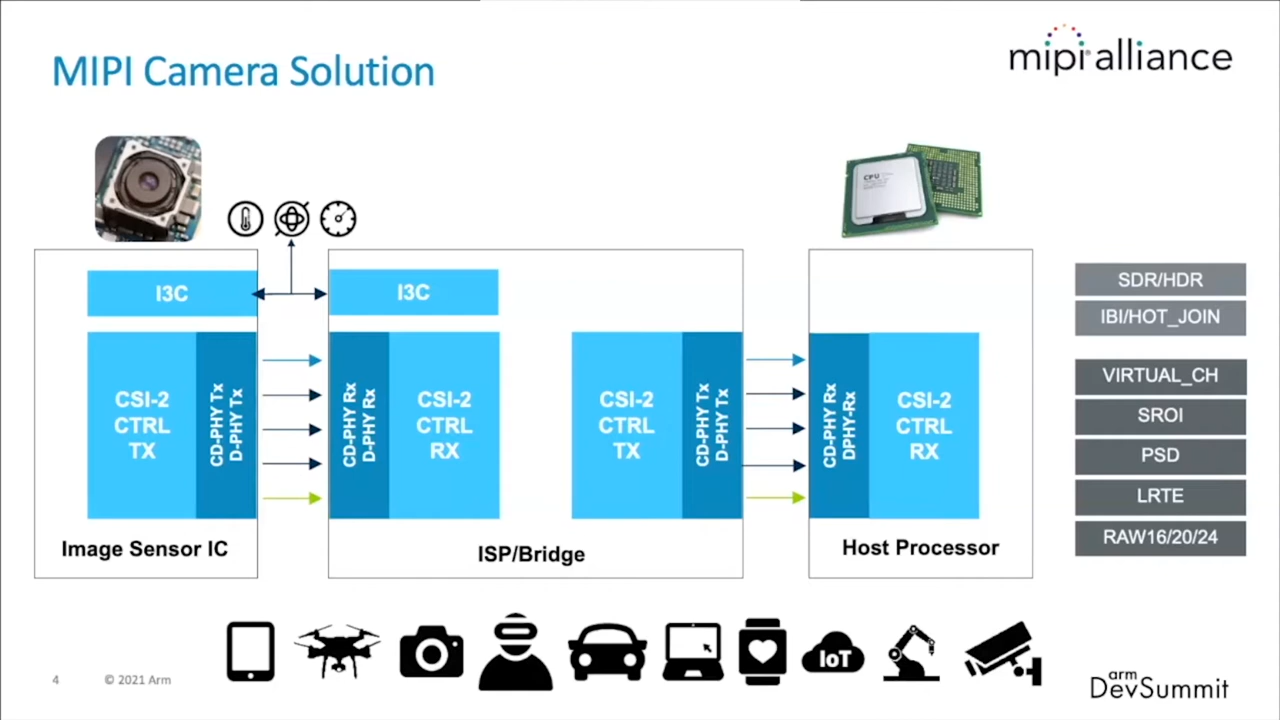 MIPI Camera Solution
mipi alliance
CPU
I3C
I3C
CSI-2
CTRL
TX
CD-PHY Tx
D-PHY Tx
CD-PHY Rx
D-PHY Rx
CSI-2
CTRL
RX
CSI-2
CTRL
TX
CD-PHY Tx
D-PHY Tx
CD-PHY Rx
DPHY-Rx
CSI-2
CTRL
RX
Image Sensor IC
ISP/Bridge
Host Processor
SDR/HDR
IBI/HOT_JOIN
VIRTUAL_CH
SROI
PSD
LRTE
RAW16/20/24
IoT
4
© 2021 Arm
arm
DevSummit